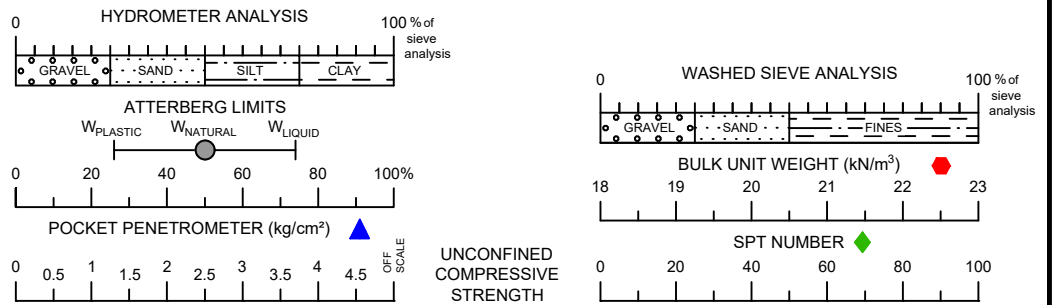 HYDROMETER ANALYSIS
0 100 % of
sieve
analysis
GRAVEL SAND SILT CLAY
ATTERBERG LIMITS
WPLASTIC WNATURAL WLIQUID
0 20 40 60 80 100%
POCKET PENETROMETER (kg/cm²)
OFF
SCALE
0 0.5 1 1.5 2 2.5 3 3.5 4 4.5
UNCONFINED
COMPRESSIVE
STRENGTH
WASHED SIEVE ANALYSIS
0 100 % of
sieve
analysis
GRAVEL SAND FINES
BULK UNIT WEIGHT (kN/m³)
18 19 20 21 22 23
SPT NUMBER
0 20 40 60 80 100